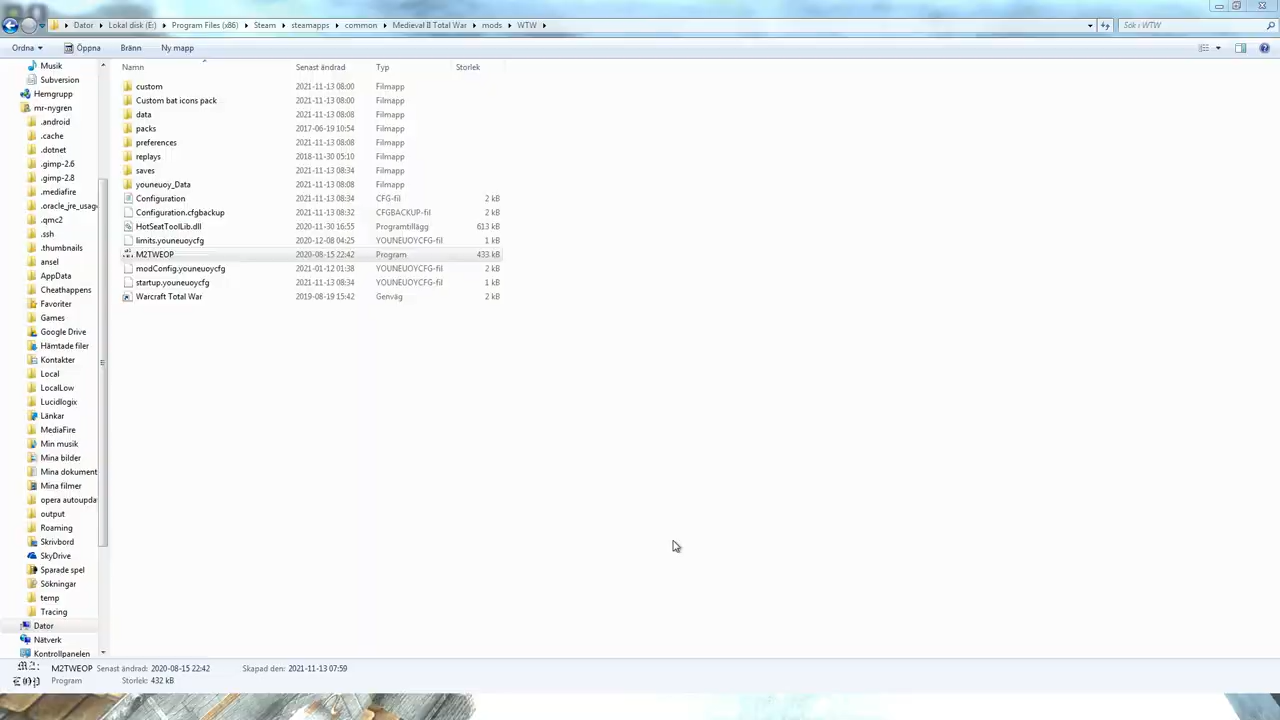 Dator ▸ Lokal disk (E:) ▸ Program Files (x86) ▸ Steam ▸ steamapps ▸ common ▸ Medieval II Total War ▸ mods ▸ WTW ▸
Sök i WTW
Ordna Öppna Bränn Ny mapp
Namn Senast ändrad Typ Storlek
Musik
Subversion
Hemgrupp
mr-nygren
.android
.cache
.dotnet
.gimp-2.6
.gimp-2.8
.mediafire
.oracle_jre_usage
.qmc2
.ssh
.thumbnails
ansel
AppData
Cheathappens
Favoriter
Games
Google Drive
Hämtade filer
Kontakter
Local
LocalLow
Lucidlogix
Länkar
MediaFire
Min musik
Mina bilder
Mina dokument
Mina filmer
opera autoupda
output
Roaming
Skrivbord
SkyDrive
Sparade spel
Sökningar
temp
Tracing
Dator
Nätverk
Kontrollpanelen
custom 2021-11-13 08:00 Filmapp
Custom bat icons pack 2021-11-13 08:00 Filmapp
data 2021-11-13 08:08 Filmapp
packs 2017-06-19 10:54 Filmapp
preferences 2021-11-13 08:08 Filmapp
replays 2018-11-30 05:10 Filmapp
saves 2021-11-13 08:34 Filmapp
youneuoy_Data 2021-11-13 08:08 Filmapp
Configuration 2021-11-13 08:34 CFG-fil 2 kB
Configuration.cfgbackup 2021-11-13 08:32 CFGBACKUP-fil 2 kB
HotSeatToolLib.dll 2020-11-30 16:55 Programtillägg 613 kB
limits.youneuoycfg 2020-12-08 04:25 YOUNEUOYCFG-fil 1 kB
M2TWEOP 2020-08-15 22:42 Program 433 kB
modConfig.youneuoycfg 2021-01-12 01:38 YOUNEUOYCFG-fil 2 kB
startup.youneuoycfg 2021-11-13 08:34 YOUNEUOYCFG-fil 1 kB
Warcraft Total War 2019-08-19 15:42 Genväg 2 kB
M2TWEOP Senast ändrad: 2020-08-15 22:42 Skapad den: 2021-11-13 07:59
Program Storlek: 432 kB